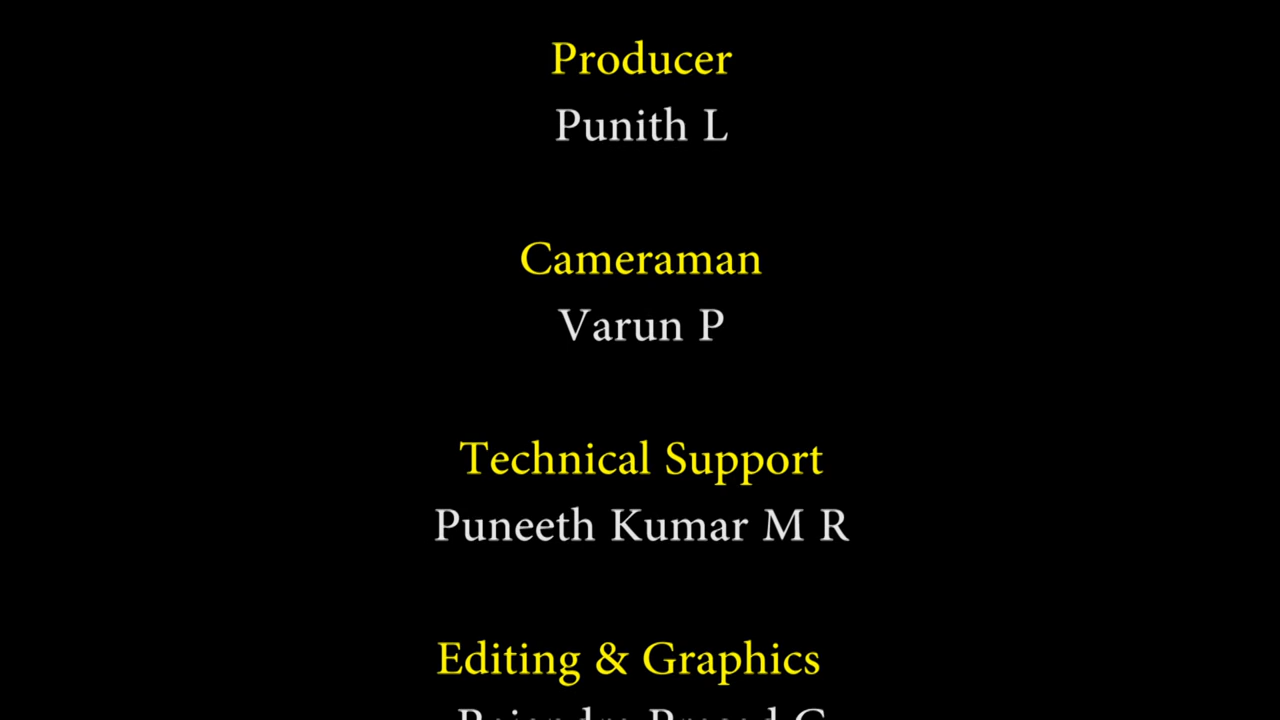 Producer
Punith L
Cameraman
Varun P
Technical Support
Puneeth Kumar M R
Editing & Graphics